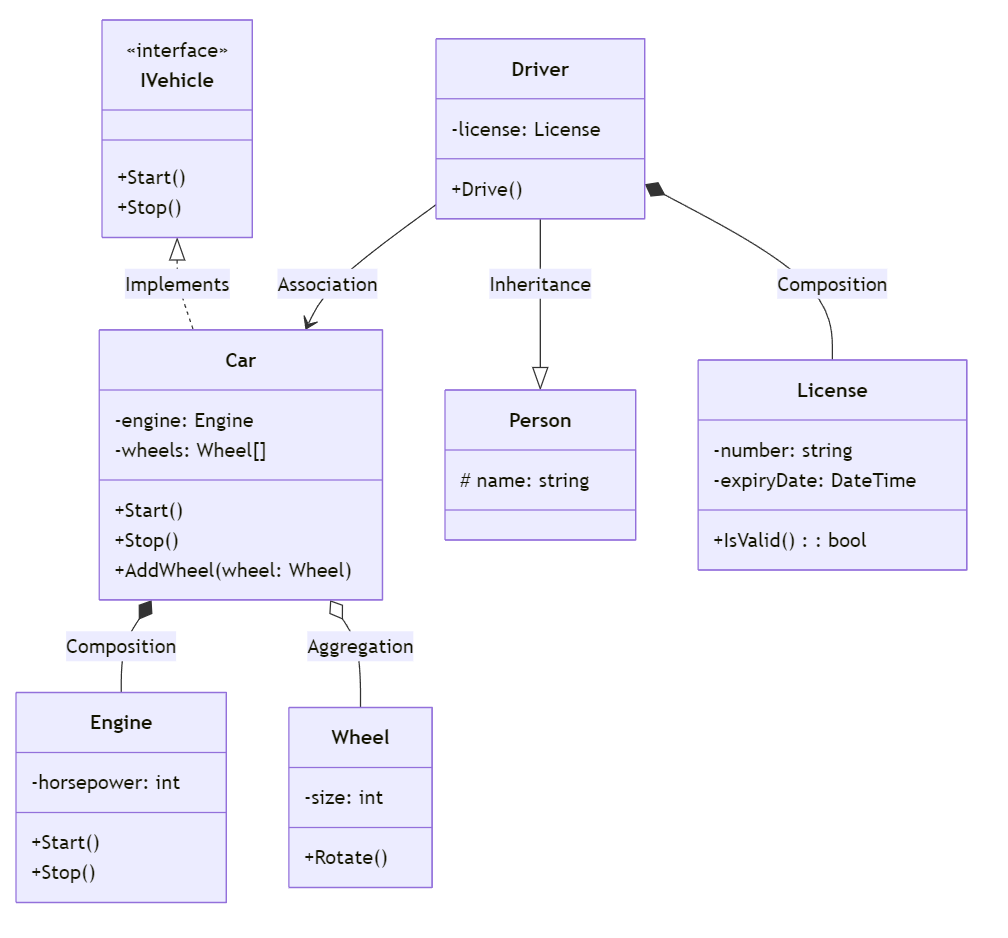 «interface»
IVehicle
+Start()
+Stop()
Driver
-license: License
+Drive()
Implements
Association
Inheritance
Composition
Car
-engine: Engine
-wheels: Wheel[]
+Start()
+Stop()
+AddWheel(wheel: Wheel)
Person
# name: string
License
-number: string
-expiryDate: DateTime
+IsValid() : : bool
Composition
Aggregation
Engine
-horsepower: int
+Start()
+Stop()
Wheel
-size: int
+Rotate()